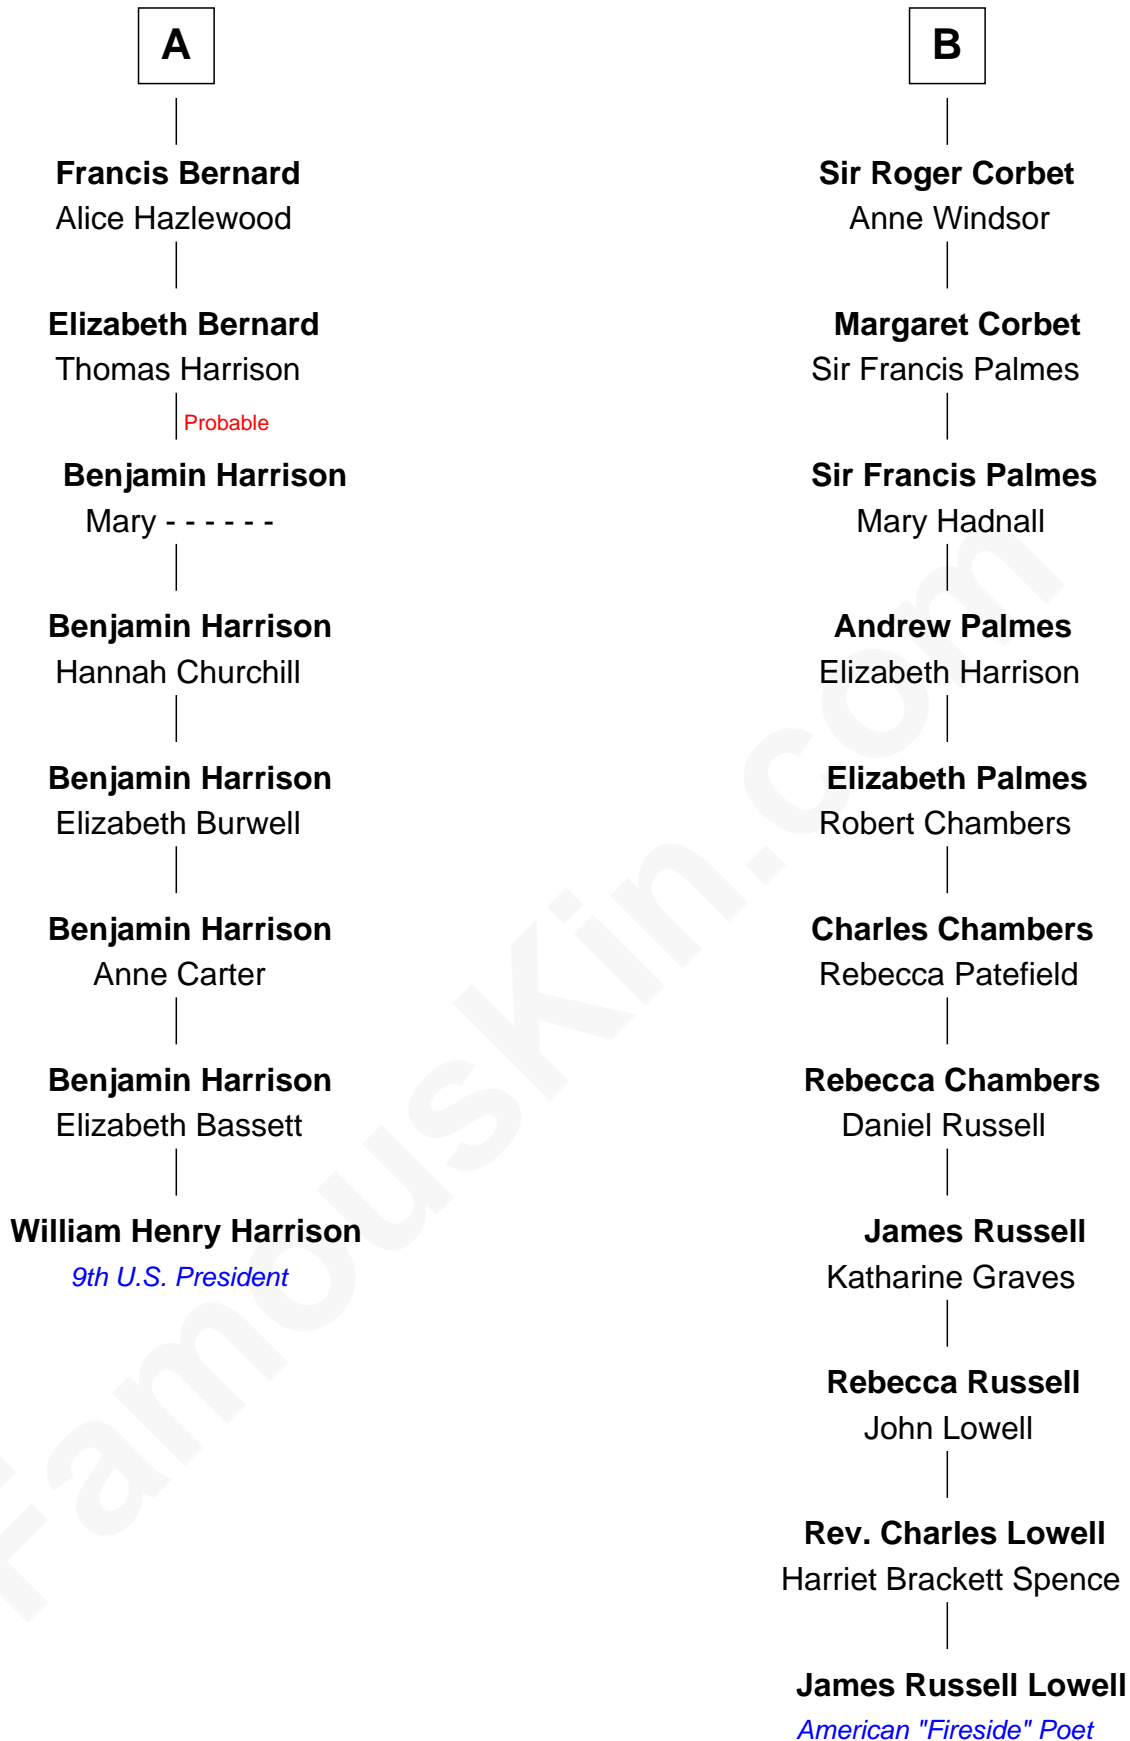 A
Francis Bernard
Alice Hazlewood
Elizabeth Bernard
Thomas Harrison
Probable
Benjamin Harrison
Mary - - - - - -
Benjamin Harrison
Hannah Churchill
Benjamin Harrison
Elizabeth Burwell
Benjamin Harrison
Anne Carter
Benjamin Harrison
Elizabeth Bassett
William Henry Harrison
9th U.S. President
B
Sir Roger Corbet
Anne Windsor
Margaret Corbet
Sir Francis Palmes
Sir Francis Palmes
Mary Hadnall
Andrew Palmes
Elizabeth Harrison
Elizabeth Palmes
Robert Chambers
Charles Chambers
Rebecca Patefield
Rebecca Chambers
Daniel Russell
James Russell
Katharine Graves
Rebecca Russell
John Lowell
Rev. Charles Lowell
Harriet Brackett Spence
James Russell Lowell
American "Fireside" Poet
FamousKin.com